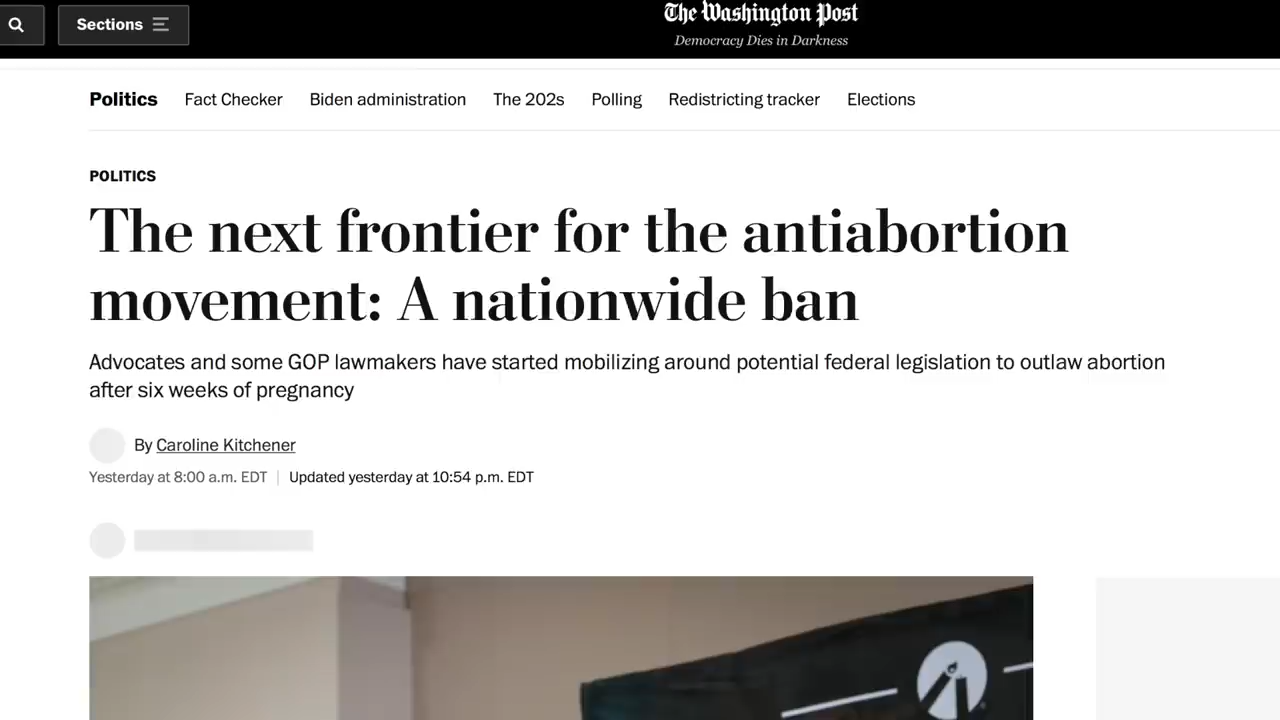 Sections
The Washington Post
Democracy Dies in Darkness
Politics Fact Checker Biden administration The 202s Polling Redistricting tracker Elections
POLITICS
The next frontier for the antiabortion
movement: A nationwide ban
Advocates and some GOP lawmakers have started mobilizing around potential federal legislation to outlaw abortion
after six weeks of pregnancy
By Caroline Kitchener
Yesterday at 8:00 a.m. EDT | Updated yesterday at 10:54 p.m. EDT